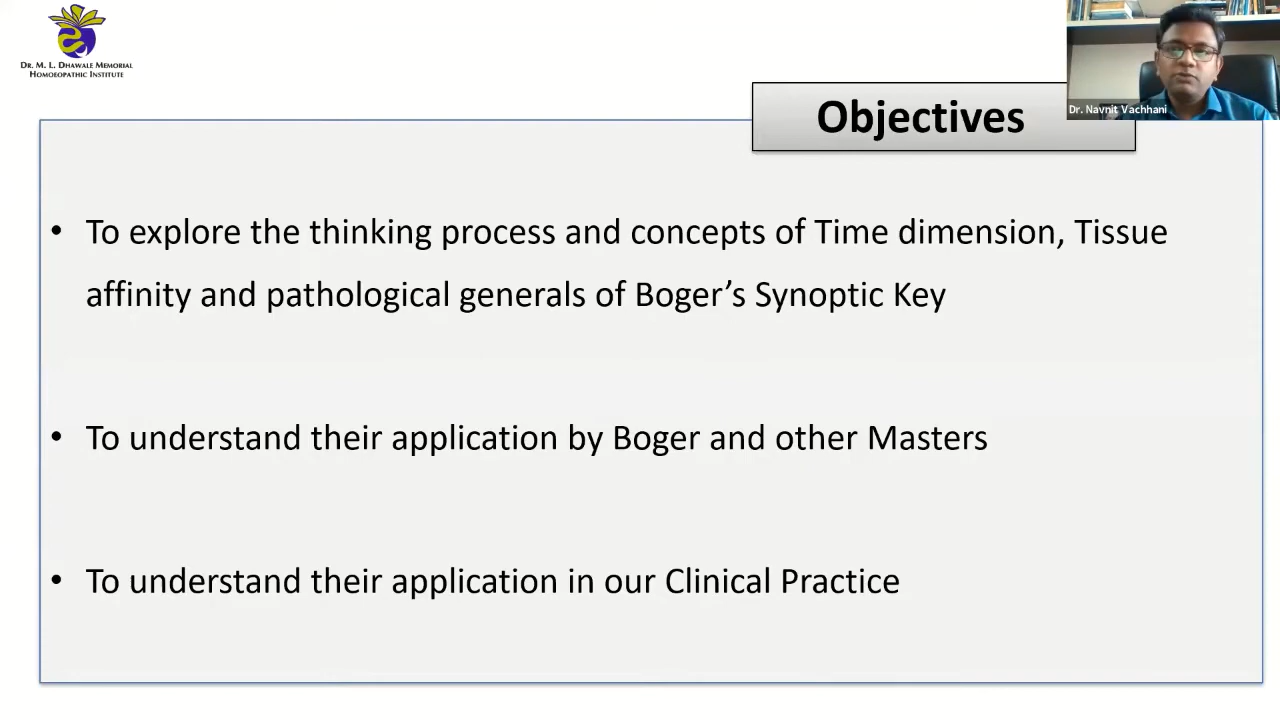 DR. M. L. DHAWALE MEMORIAL
HOMOEOPATHIC INSTITUTE
Dr. Navnit Vachhani
Objectives
• To explore the thinking process and concepts of Time dimension, Tissue
affinity and pathological generals of Boger’s Synoptic Key
• To understand their application by Boger and other Masters
• To understand their application in our Clinical Practice